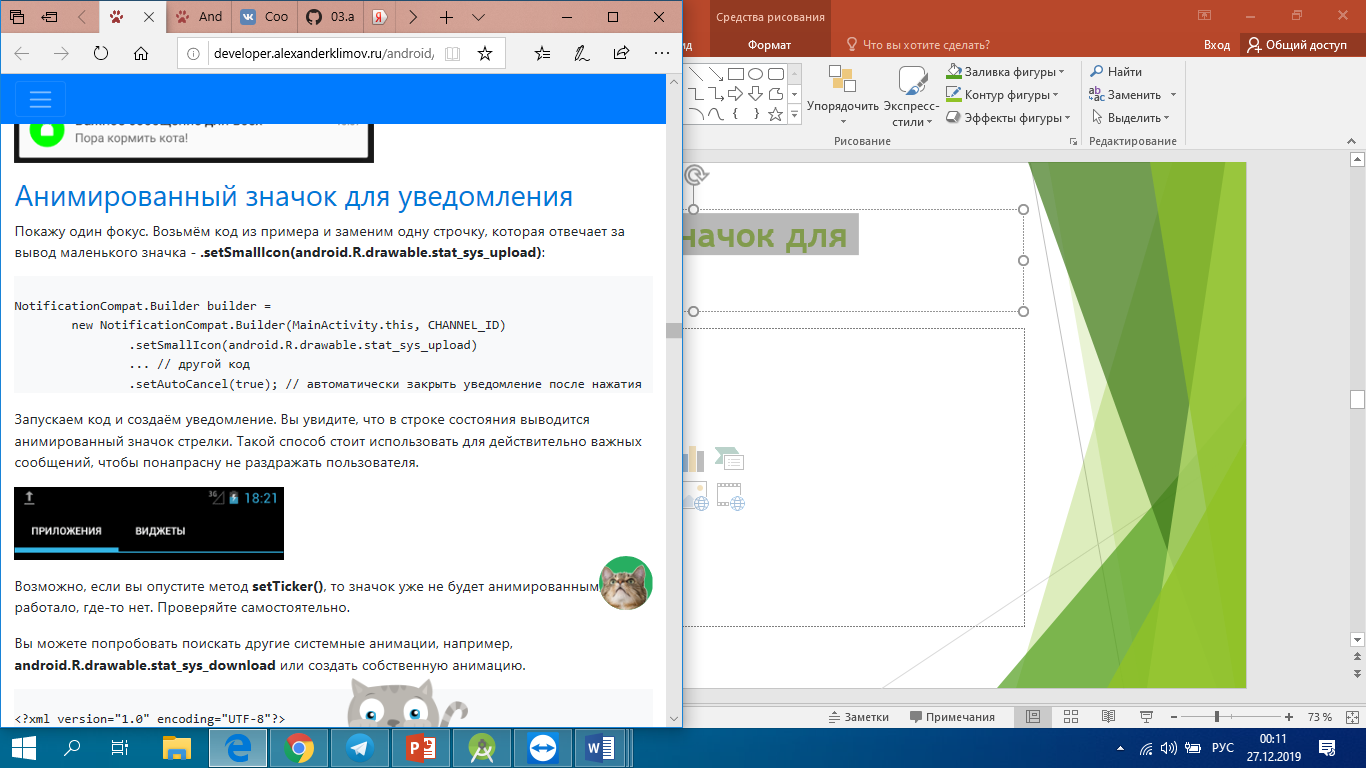 And
Coo
03.a
developer.alexanderklimov.ru/android/
Пора кормить кота!
Анимированный значок для уведомления
Покажу один фокус. Возьмём код из примера и заменим одну строчку, которая отвечает за
вывод маленького значка - .setSmallIcon(android.R.drawable.stat_sys_upload):
NotificationCompat.Builder builder =
new NotificationCompat.Builder(MainActivity.this, CHANNEL_ID)
.setSmallIcon(android.R.drawable.stat_sys_upload)
... // другой код
.setAutoCancel(true); // автоматически закрыть уведомление после нажатия
Запускаем код и создаём уведомление. Вы увидите, что в строке состояния выводится
анимированный значок стрелки. Такой способ стоит использовать для действительно важных
сообщений, чтобы понапрасну не раздражать пользователя.
3G 18:21
ПРИЛОЖЕНИЯ ВИДЖЕТЫ
Возможно, если вы опустите метод setTicker(), то значок уже не будет анимированным
работало, где-то нет. Проверяйте самостоятельно.
Вы можете попробовать поискать другие системные анимации, например,
android.R.drawable.stat_sys_download или создать собственную анимацию.
<?xml version="1.0" encoding="UTF-8"?>
Средства рисования
ид Формат
Что вы хотите сделать?
Вход Общий доступ
Упорядочить
Экспресс-
стили
Заливка фигуры
Контур фигуры
Эффекты фигуры
Найти
Заменить
Выделить
Рисование
Редактирование
начок для
Заметки Примечания 73 %
РУС
00:11
27.12.2019